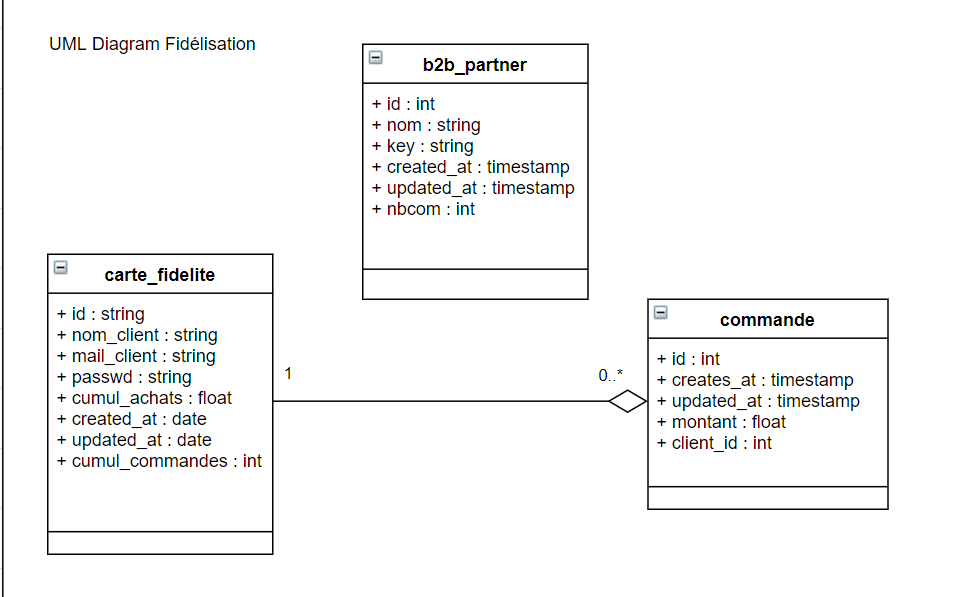 UML Diagram Fidélisation
b2b_partner
+ id : int
+ nom : string
+ key : string
+ created_at : timestamp
+ updated_at : timestamp
+ nbcom : int
carte_fidelite
+ id : string
+ nom_client : string
+ mail_client : string
+ passwd : string
+ cumul_achats : float
+ created_at : date
+ updated_at : date
+ cumul_commandes : int
1
0..*
commande
+ id : int
+ creates_at : timestamp
+ updated_at : timestamp
+ montant : float
+ client_id : int